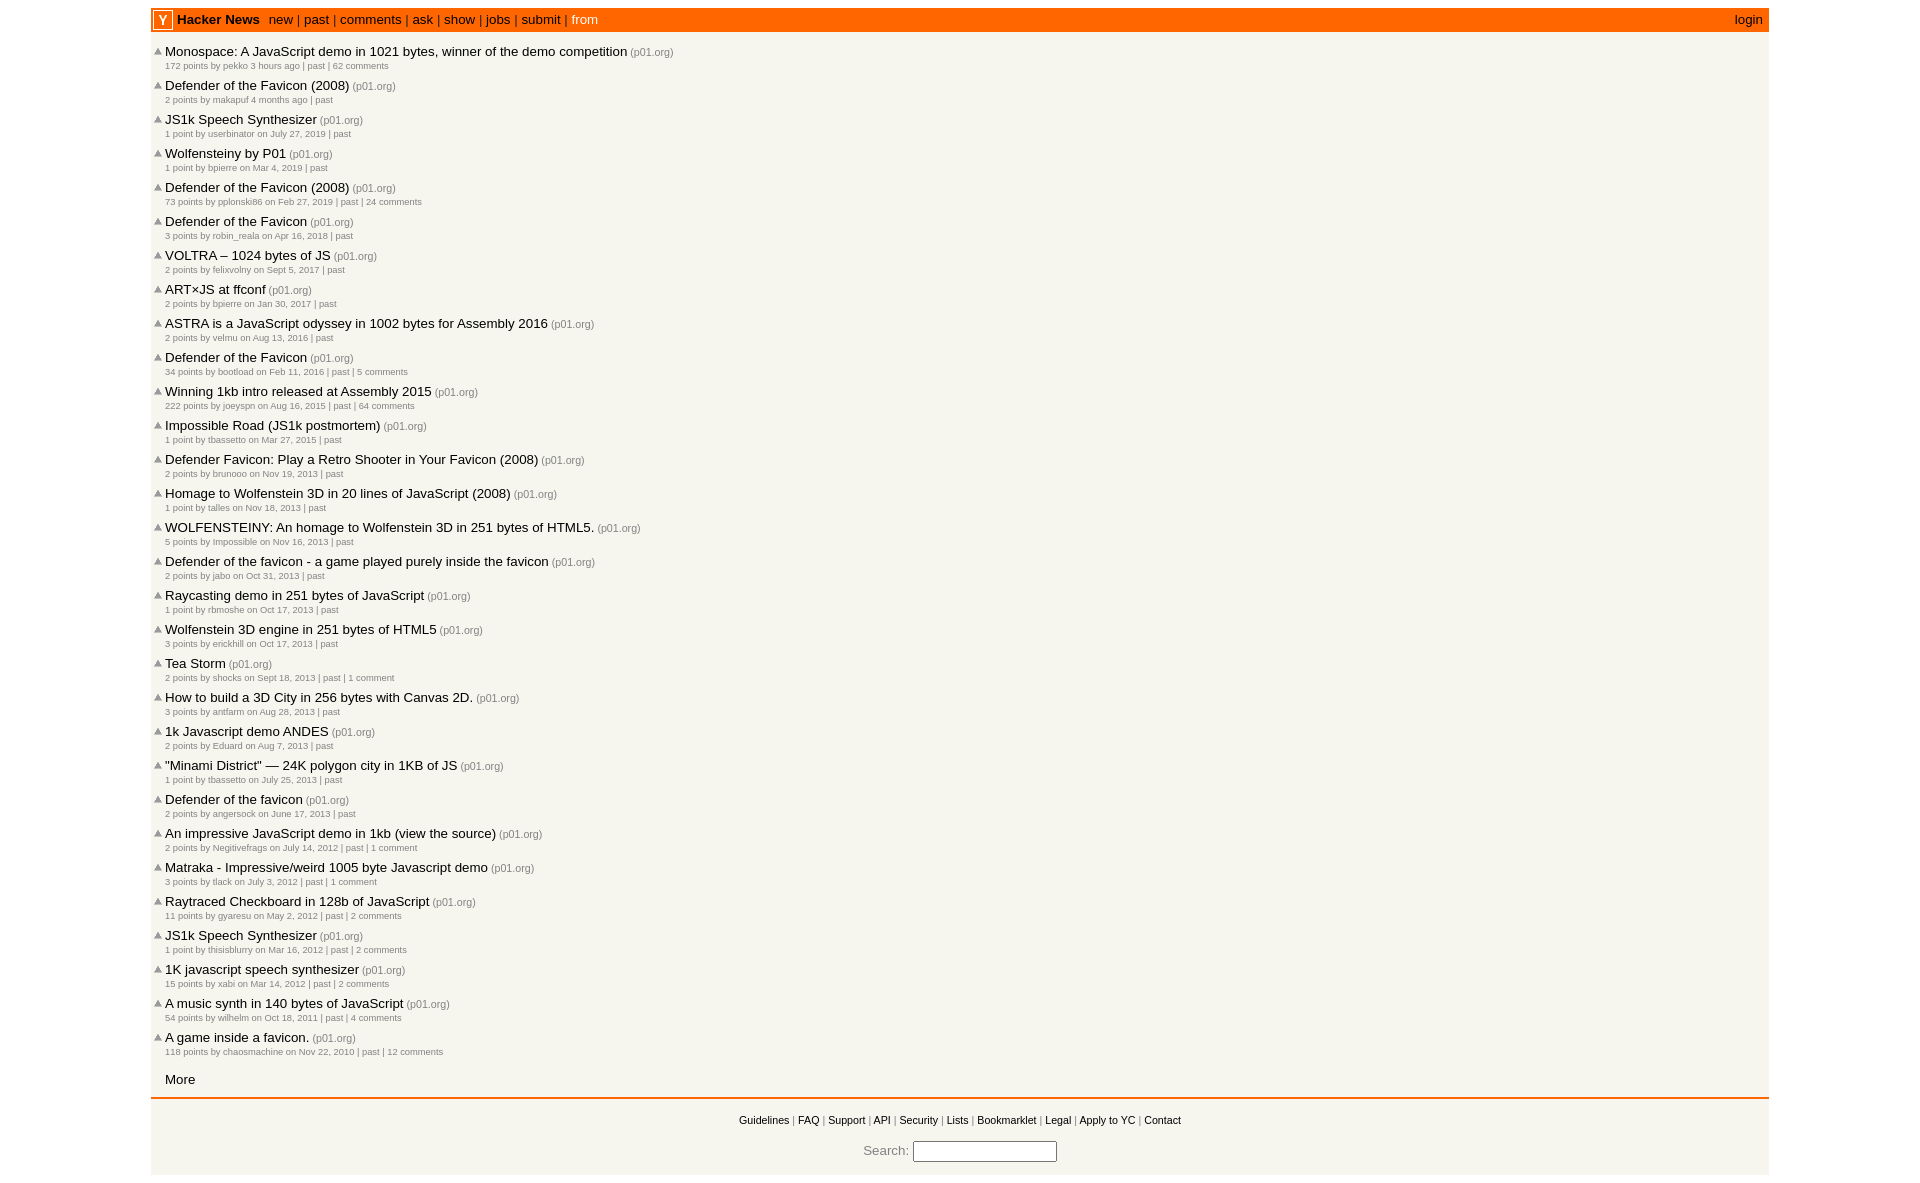 Y Hacker News new | past | comments | ask | show | jobs | submit | from login
Monospace: A JavaScript demo in 1021 bytes, winner of the demo competition (p01.org)
172 points by pekko 3 hours ago | past | 62 comments
Defender of the Favicon (2008) (p01.org)
2 points by makapuf 4 months ago | past
JS1k Speech Synthesizer (p01.org)
1 point by userbinator on July 27, 2019 | past
Wolfensteiny by P01 (p01.org)
1 point by bpierre on Mar 4, 2019 | past
Defender of the Favicon (2008) (p01.org)
73 points by pplonski86 on Feb 27, 2019 | past | 24 comments
Defender of the Favicon (p01.org)
3 points by robin_reala on Apr 16, 2018 | past
VOLTRA – 1024 bytes of JS (p01.org)
2 points by felixvolny on Sept 5, 2017 | past
ART×JS at ffconf (p01.org)
2 points by bpierre on Jan 30, 2017 | past
ASTRA is a JavaScript odyssey in 1002 bytes for Assembly 2016 (p01.org)
2 points by velmu on Aug 13, 2016 | past
Defender of the Favicon (p01.org)
34 points by bootload on Feb 11, 2016 | past | 5 comments
Winning 1kb intro released at Assembly 2015 (p01.org)
222 points by joeyspn on Aug 16, 2015 | past | 64 comments
Impossible Road (JS1k postmortem) (p01.org)
1 point by tbassetto on Mar 27, 2015 | past
Defender Favicon: Play a Retro Shooter in Your Favicon (2008) (p01.org)
2 points by brunooo on Nov 19, 2013 | past
Homage to Wolfenstein 3D in 20 lines of JavaScript (2008) (p01.org)
1 point by talles on Nov 18, 2013 | past
WOLFENSTEINY: An homage to Wolfenstein 3D in 251 bytes of HTML5. (p01.org)
5 points by Impossible on Nov 16, 2013 | past
Defender of the favicon - a game played purely inside the favicon (p01.org)
2 points by jabo on Oct 31, 2013 | past
Raycasting demo in 251 bytes of JavaScript (p01.org)
1 point by rbmoshe on Oct 17, 2013 | past
Wolfenstein 3D engine in 251 bytes of HTML5 (p01.org)
3 points by erickhill on Oct 17, 2013 | past
Tea Storm (p01.org)
2 points by shocks on Sept 18, 2013 | past | 1 comment
How to build a 3D City in 256 bytes with Canvas 2D. (p01.org)
3 points by antfarm on Aug 28, 2013 | past
1k Javascript demo ANDES (p01.org)
2 points by Eduard on Aug 7, 2013 | past
"Minami District" — 24K polygon city in 1KB of JS (p01.org)
1 point by tbassetto on July 25, 2013 | past
Defender of the favicon (p01.org)
2 points by angersock on June 17, 2013 | past
An impressive JavaScript demo in 1kb (view the source) (p01.org)
2 points by Negitivefrags on July 14, 2012 | past | 1 comment
Matraka - Impressive/weird 1005 byte Javascript demo (p01.org)
3 points by tlack on July 3, 2012 | past | 1 comment
Raytraced Checkboard in 128b of JavaScript (p01.org)
11 points by gyaresu on May 2, 2012 | past | 2 comments
JS1k Speech Synthesizer (p01.org)
1 point by thisisblurry on Mar 16, 2012 | past | 2 comments
1K javascript speech synthesizer (p01.org)
15 points by xabi on Mar 14, 2012 | past | 2 comments
A music synth in 140 bytes of JavaScript (p01.org)
54 points by wilhelm on Oct 18, 2011 | past | 4 comments
A game inside a favicon. (p01.org)
118 points by chaosmachine on Nov 22, 2010 | past | 12 comments
More
Guidelines | FAQ | Support | API | Security | Lists | Bookmarklet | Legal | Apply to YC | Contact
Search: